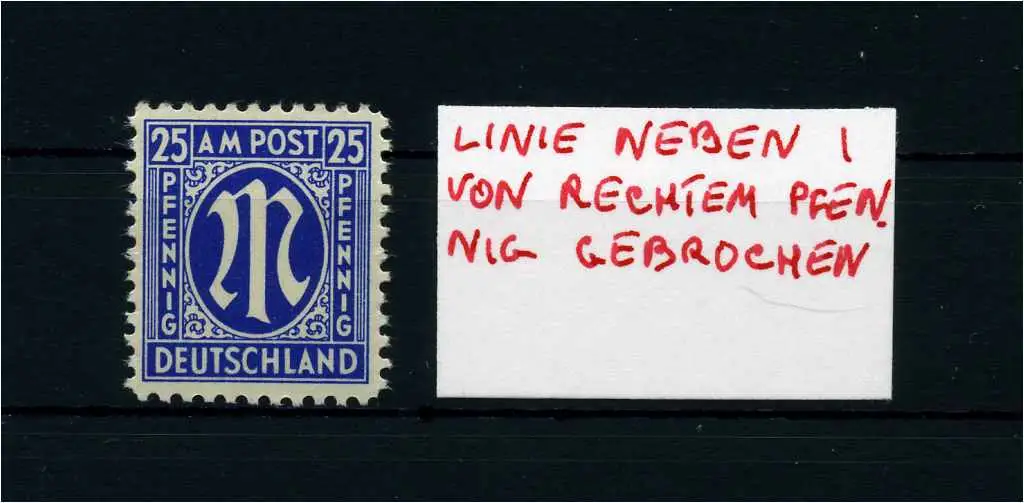 25 AM POST 25
PFENNIG
PFENNIG
DEUTSCHLAND
LINIE NEBEN I
VON RECHTEM PFEN.
NIG GEBROCHEN